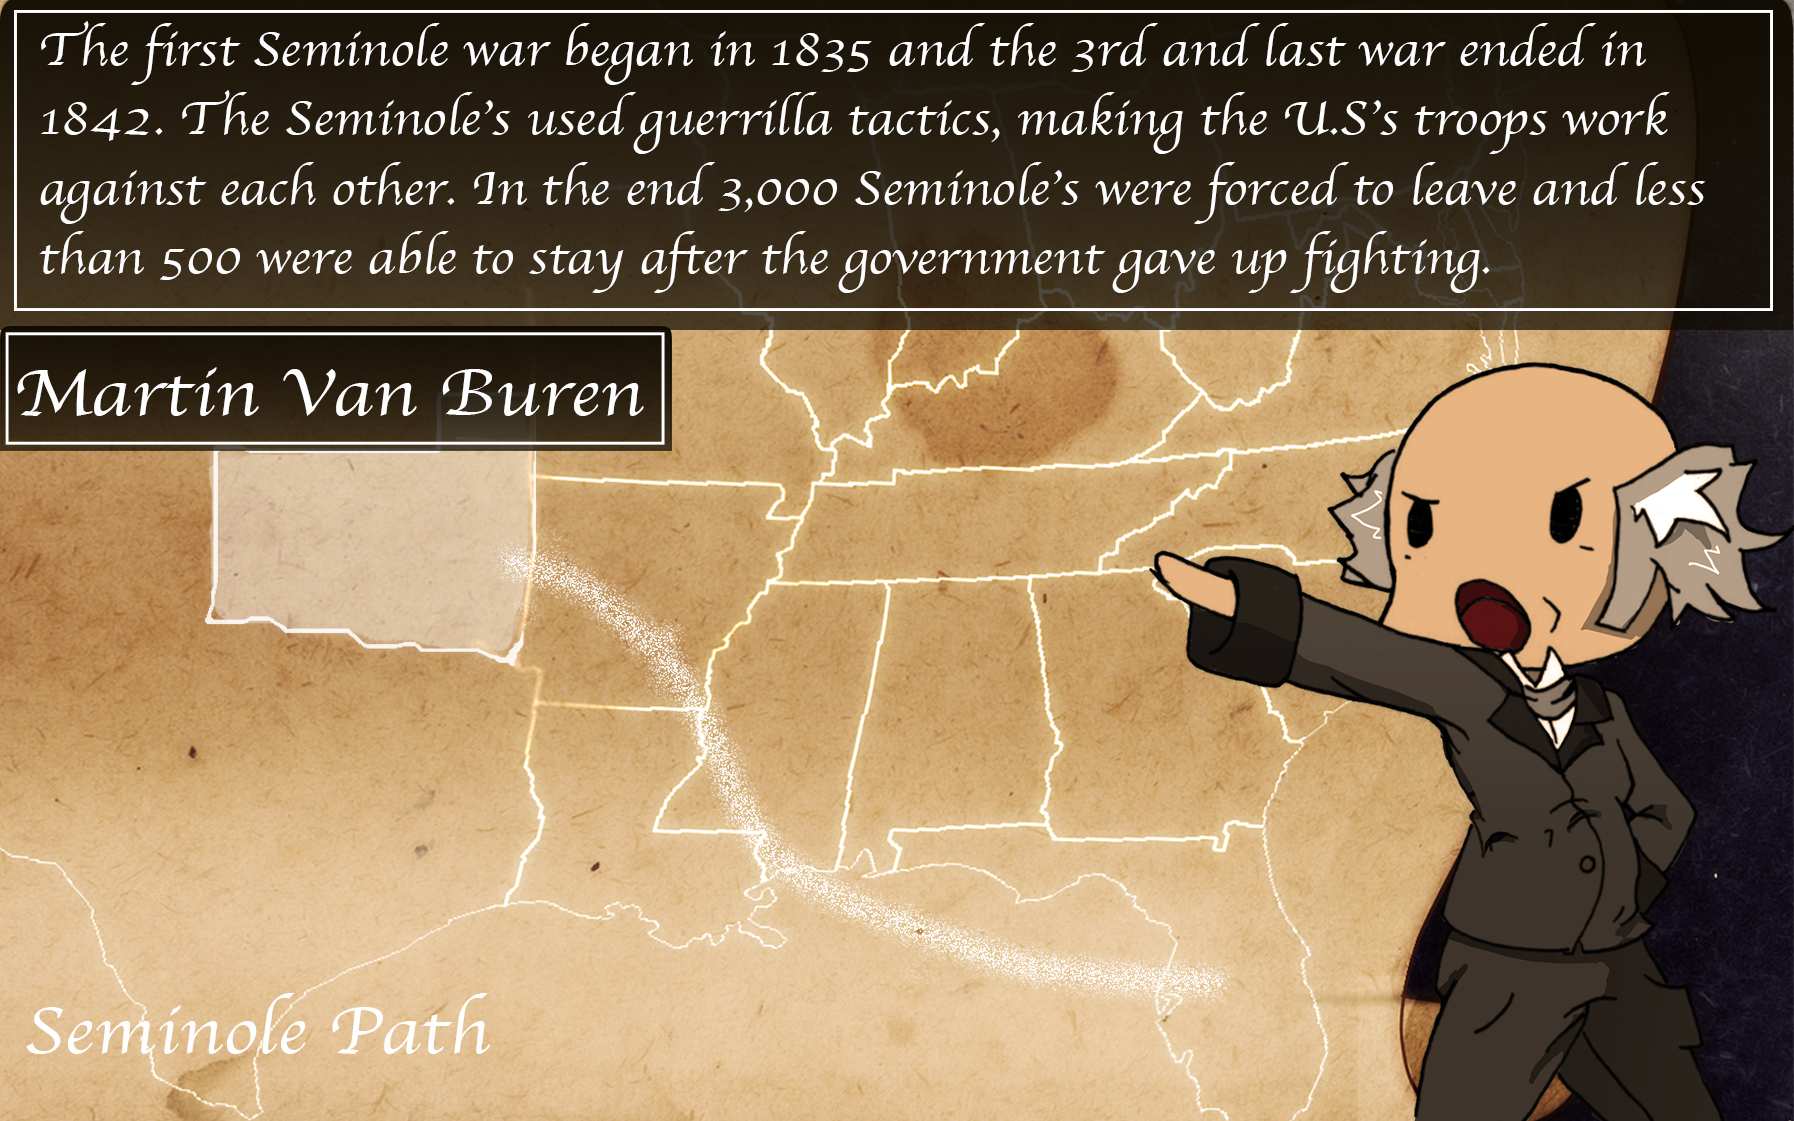 The first Seminole war began in 1835 and the 3rd and last war ended in
1842. The Seminole's used guerrilla tactics, making the U.S's troops work
against each other. In the end 3,000 Seminole's were forced to leave and less
than 500 were able to stay after the government gave up fighting.
Martin Van Buren
Seminole Path